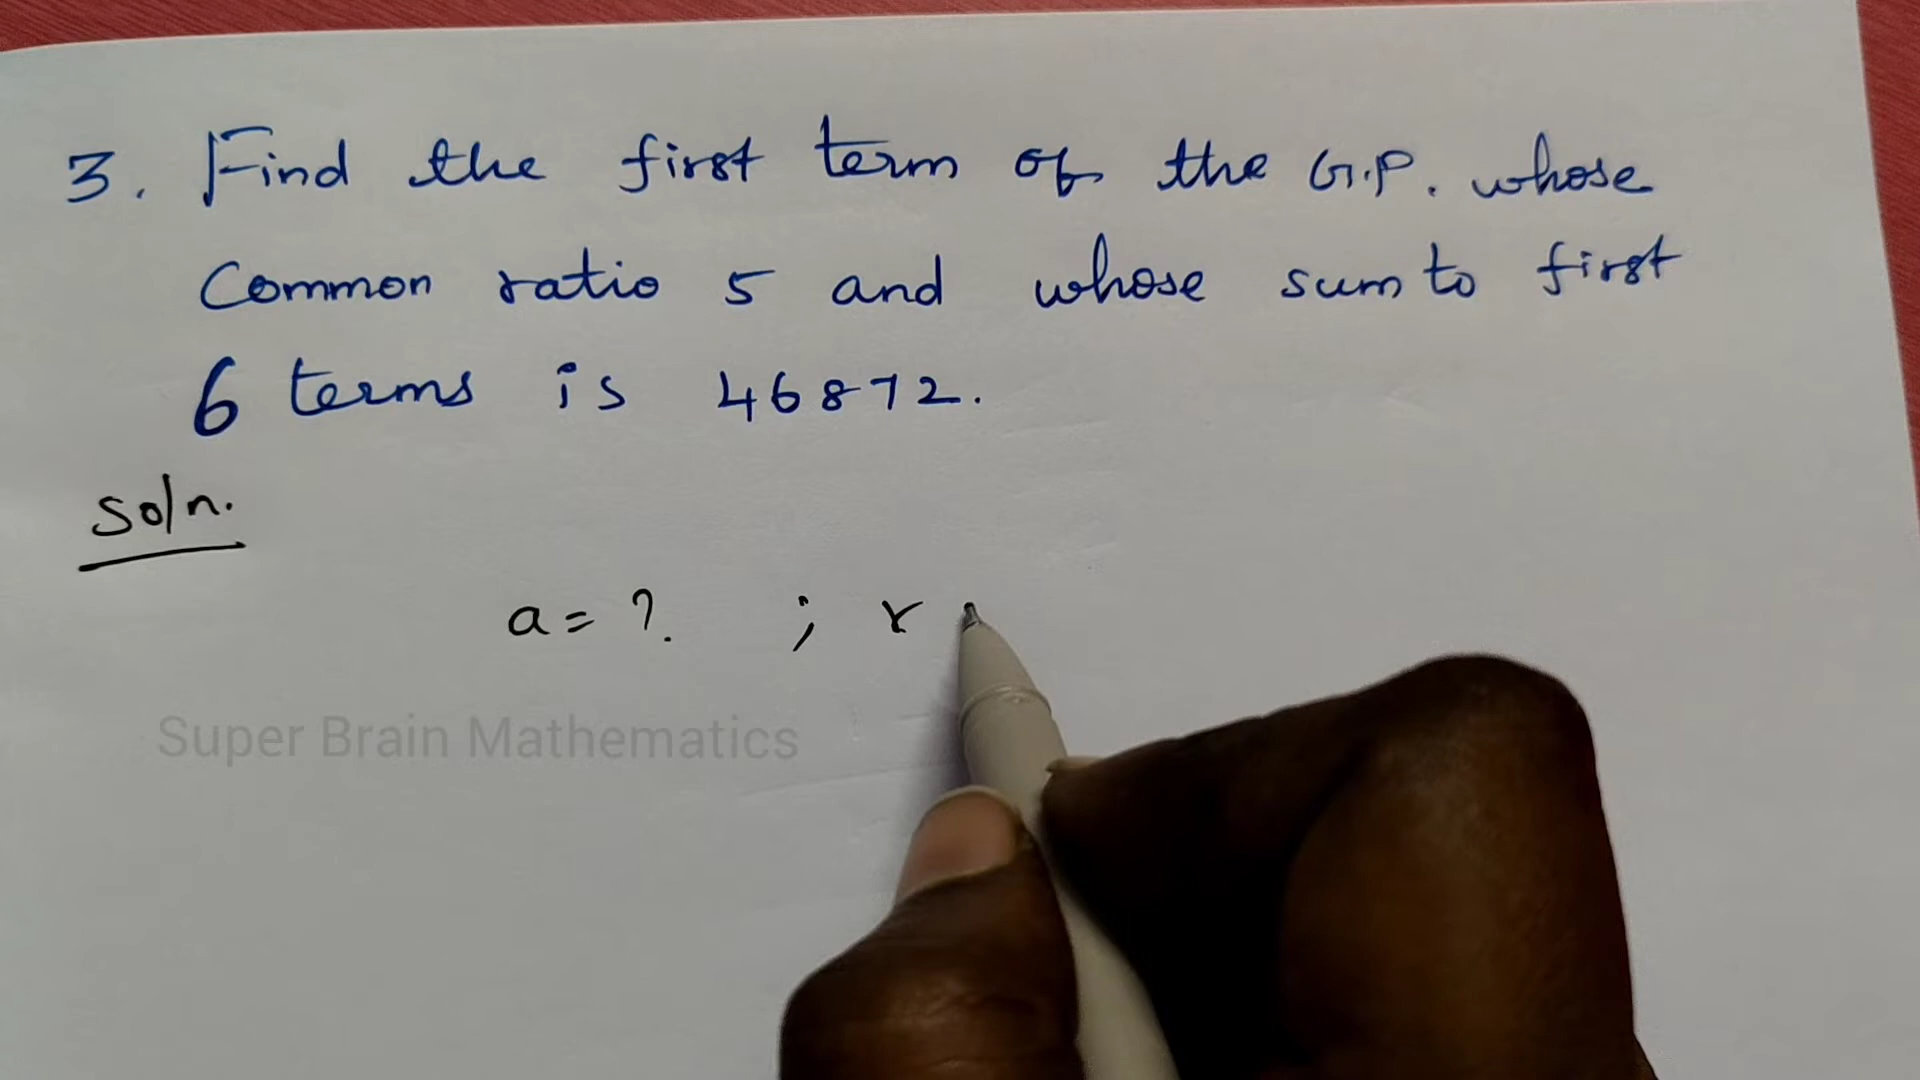 3. Find the first term of the G.P. whose
Common ratio 5 and whose sum to first
6 terms is 46872.
Soln.
a = ? ; r
Super Brain Mathematics